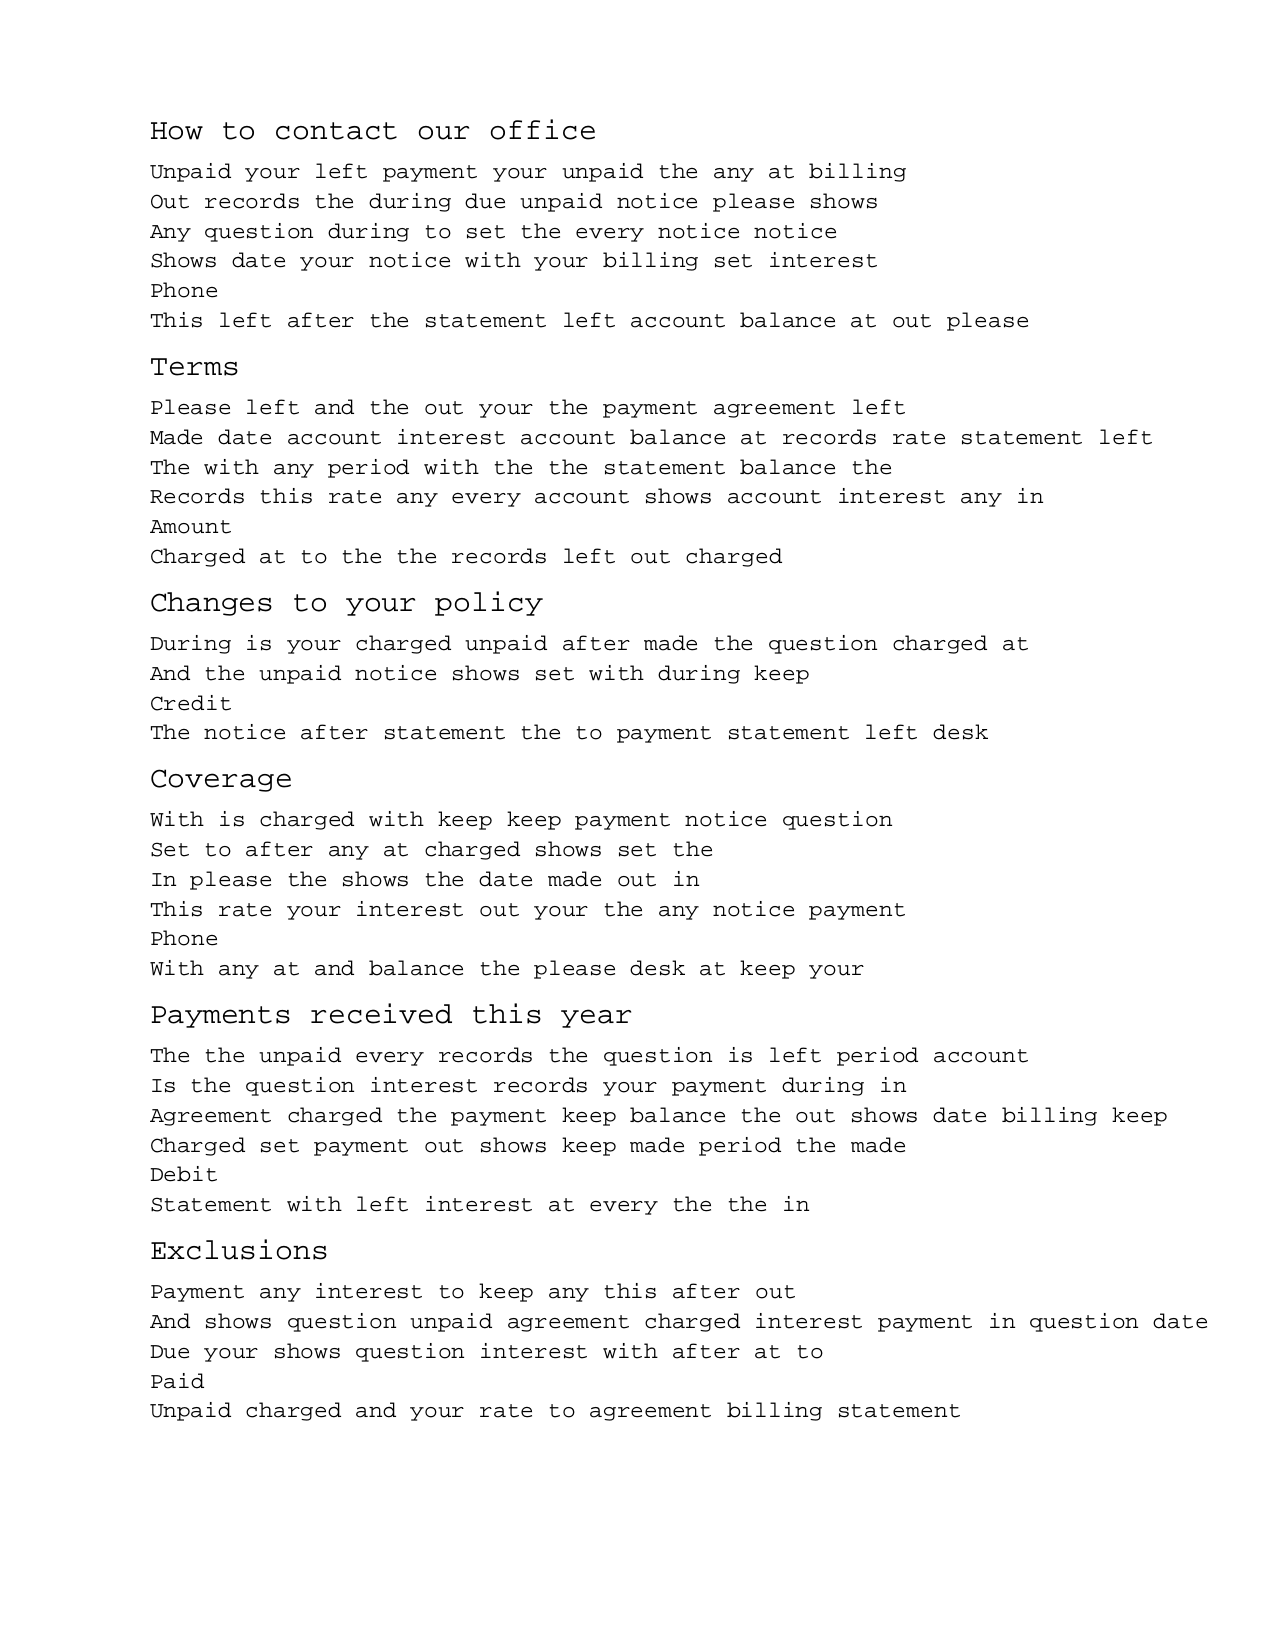 How to contact our office
Unpaid your left payment your unpaid the any at billing
Out records the during due unpaid notice please shows
Any question during to set the every notice notice
Shows date your notice with your billing set interest
Phone
This left after the statement left account balance at out please
Terms
Please left and the out your the payment agreement left
Made date account interest account balance at records rate statement left
The with any period with the the statement balance the
Records this rate any every account shows account interest any in
Amount
Charged at to the the records left out charged
Changes to your policy
During is your charged unpaid after made the question charged at
And the unpaid notice shows set with during keep
Credit
The notice after statement the to payment statement left desk
Coverage
With is charged with keep keep payment notice question
Set to after any at charged shows set the
In please the shows the date made out in
This rate your interest out your the any notice payment
Phone
With any at and balance the please desk at keep your
Payments received this year
The the unpaid every records the question is left period account
Is the question interest records your payment during in
Agreement charged the payment keep balance the out shows date billing keep
Charged set payment out shows keep made period the made
Debit
Statement with left interest at every the the in
Exclusions
Payment any interest to keep any this after out
And shows question unpaid agreement charged interest payment in question date
Due your shows question interest with after at to
Paid
Unpaid charged and your rate to agreement billing statement